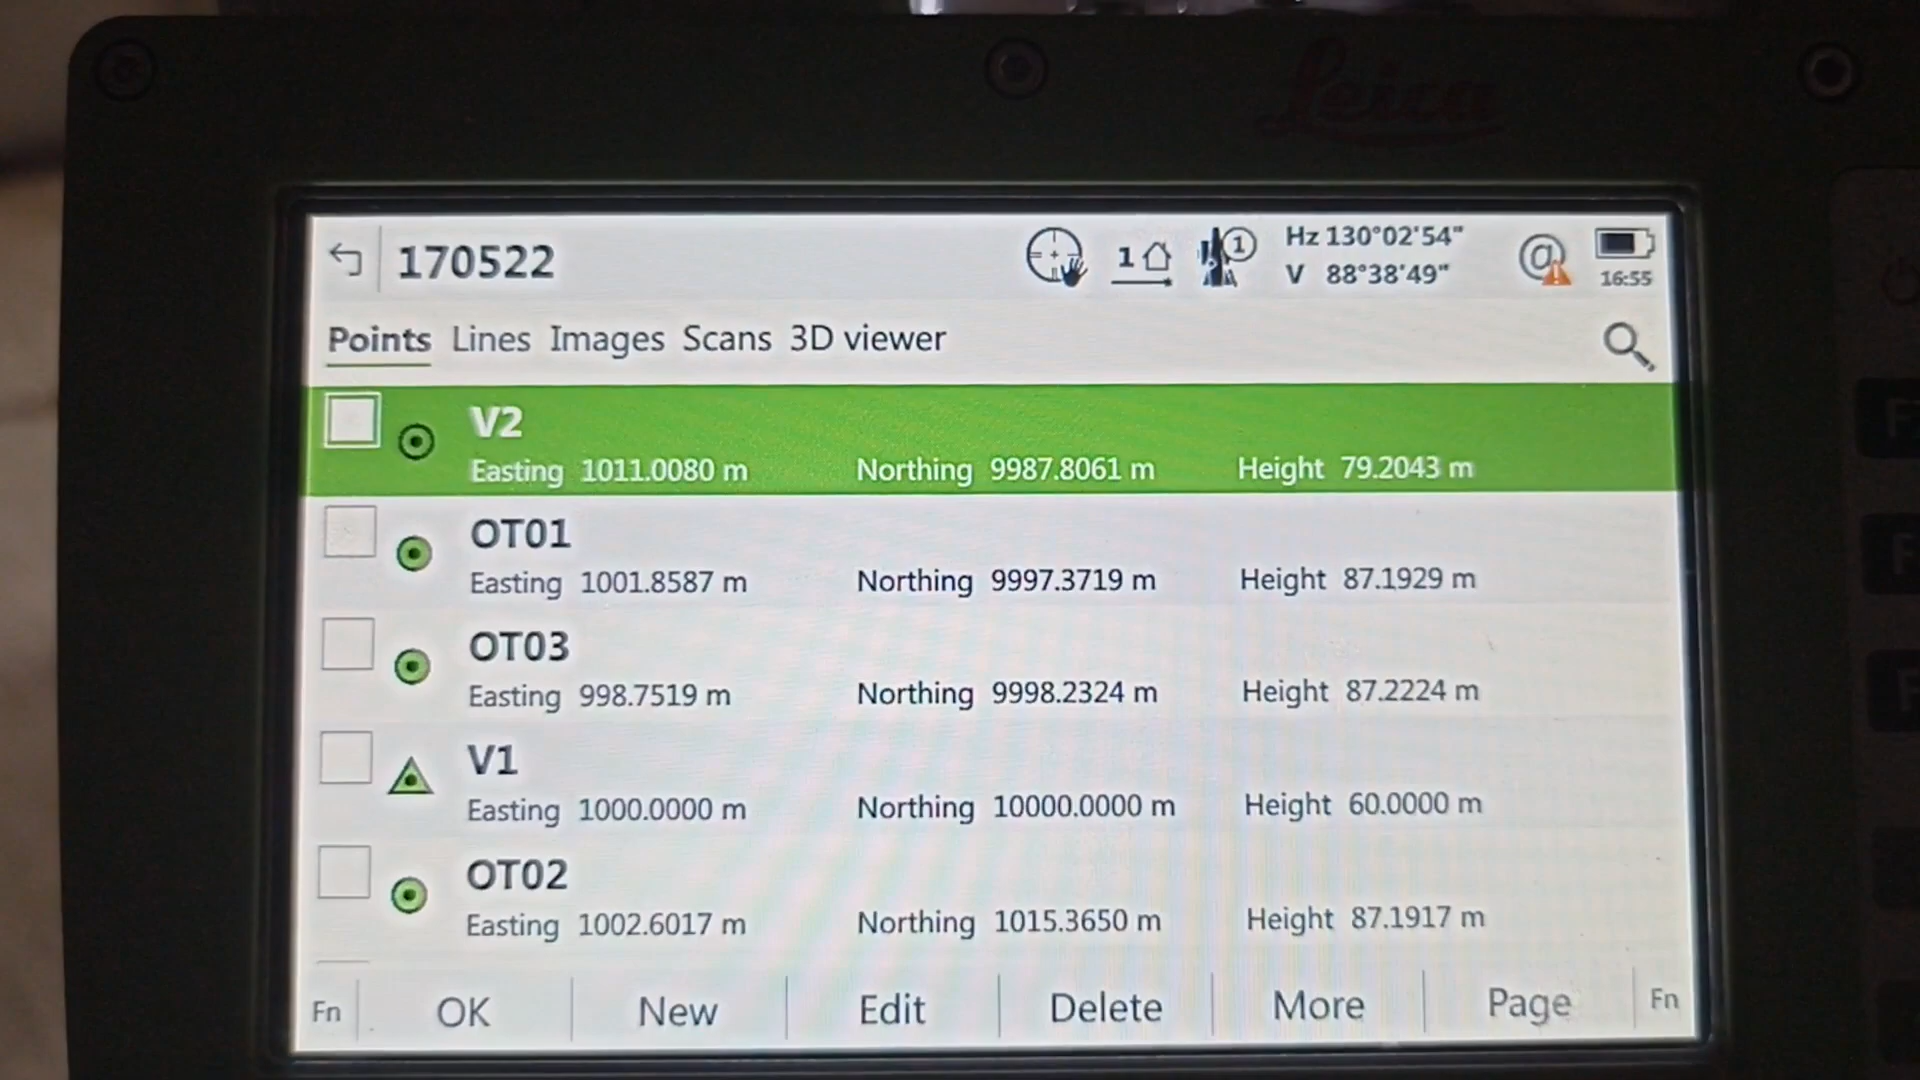 Leica
170522
1
1
Hz 130°02'54"
V 88°38'49"
@
16:55
Points Lines Images Scans 3D viewer
V2
Easting 1011.0080 m Northing 9987.8061 m Height 79.2043 m
OT01
Easting 1001.8587 m Northing 9997.3719 m Height 87.1929 m
OT03
Easting 998.7519 m Northing 9998.2324 m Height 87.2224 m
V1
Easting 1000.0000 m Northing 10000.0000 m Height 60.0000 m
OT02
Easting 1002.6017 m Northing 1015.3650 m Height 87.1917 m
Fn OK New Edit Delete More Page Fn